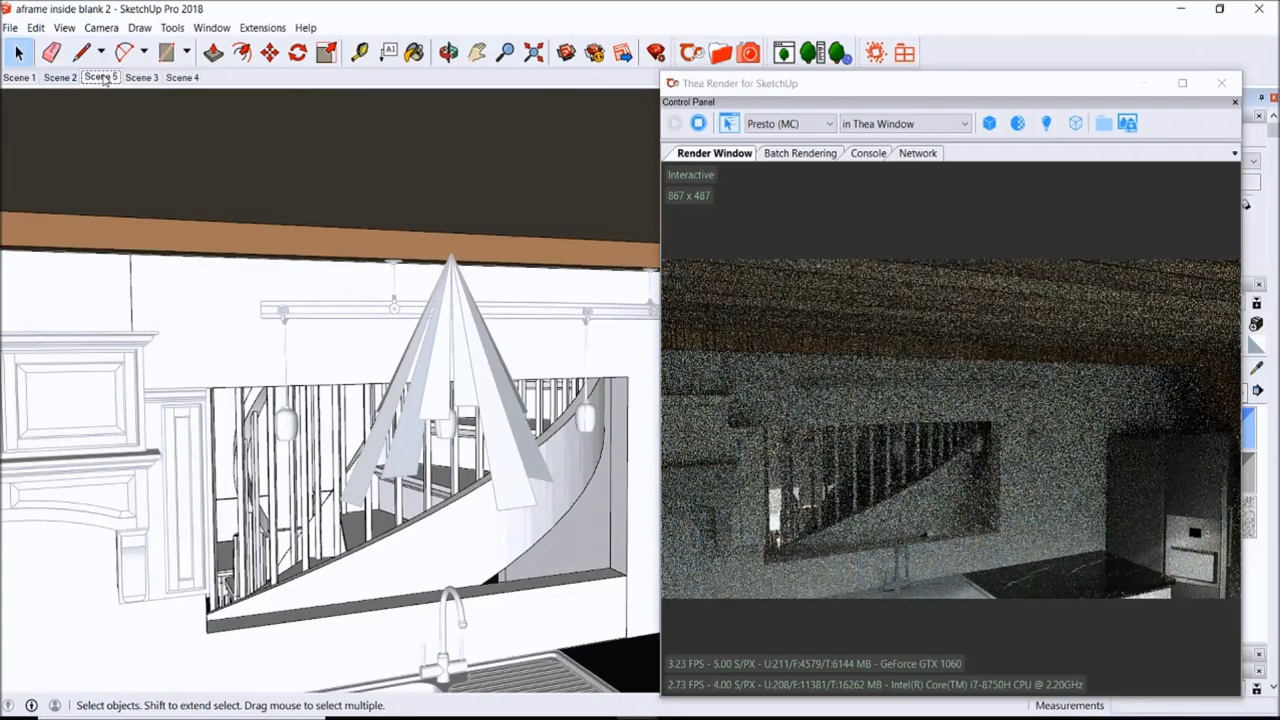 aframe inside blank 2 - SketchUp Pro 2018
File Edit View Camera Draw Tools Window Extensions Help
A1
Scene 1 Scene 2 Scene 5 Scene 3 Scene 4
Thea Render for SketchUp
Control Panel
Presto (MC) in Thea Window
Render Window Batch Rendering Console Network
Interactive
867 x 487
3.23 FPS - 5.00 S/PX - U:211/F:4579/T:6144 MB - GeForce GTX 1060
2.73 FPS - 4.00 S/PX - U:208/F:11381/T:16262 MB - Intel(R) Core(TM) i7-8750H CPU @ 2.20GHz
Select objects. Shift to extend select. Drag mouse to select multiple. Measurements